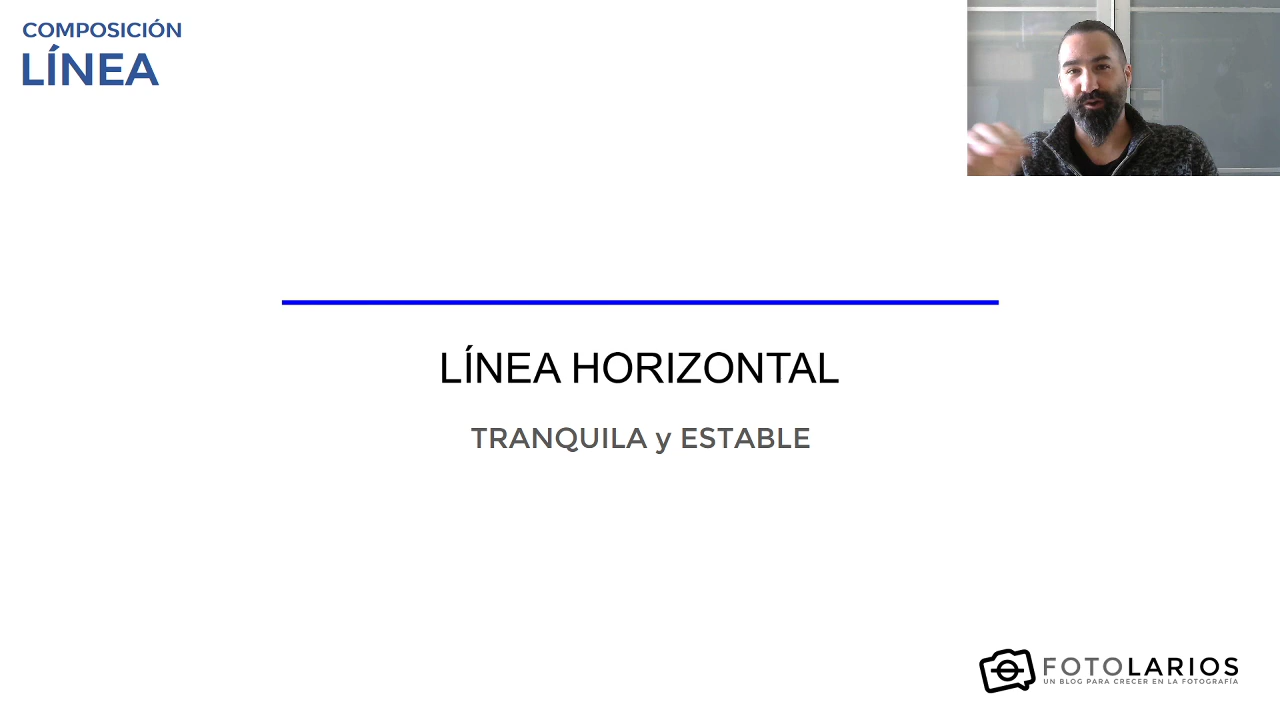 COMPOSICIÓN
LÍNEA
LÍNEA HORIZONTAL
TRANQUILA y ESTABLE
FOTOLARIOS
UN BLOG PARA CRECER EN LA FOTOGRAFÍA